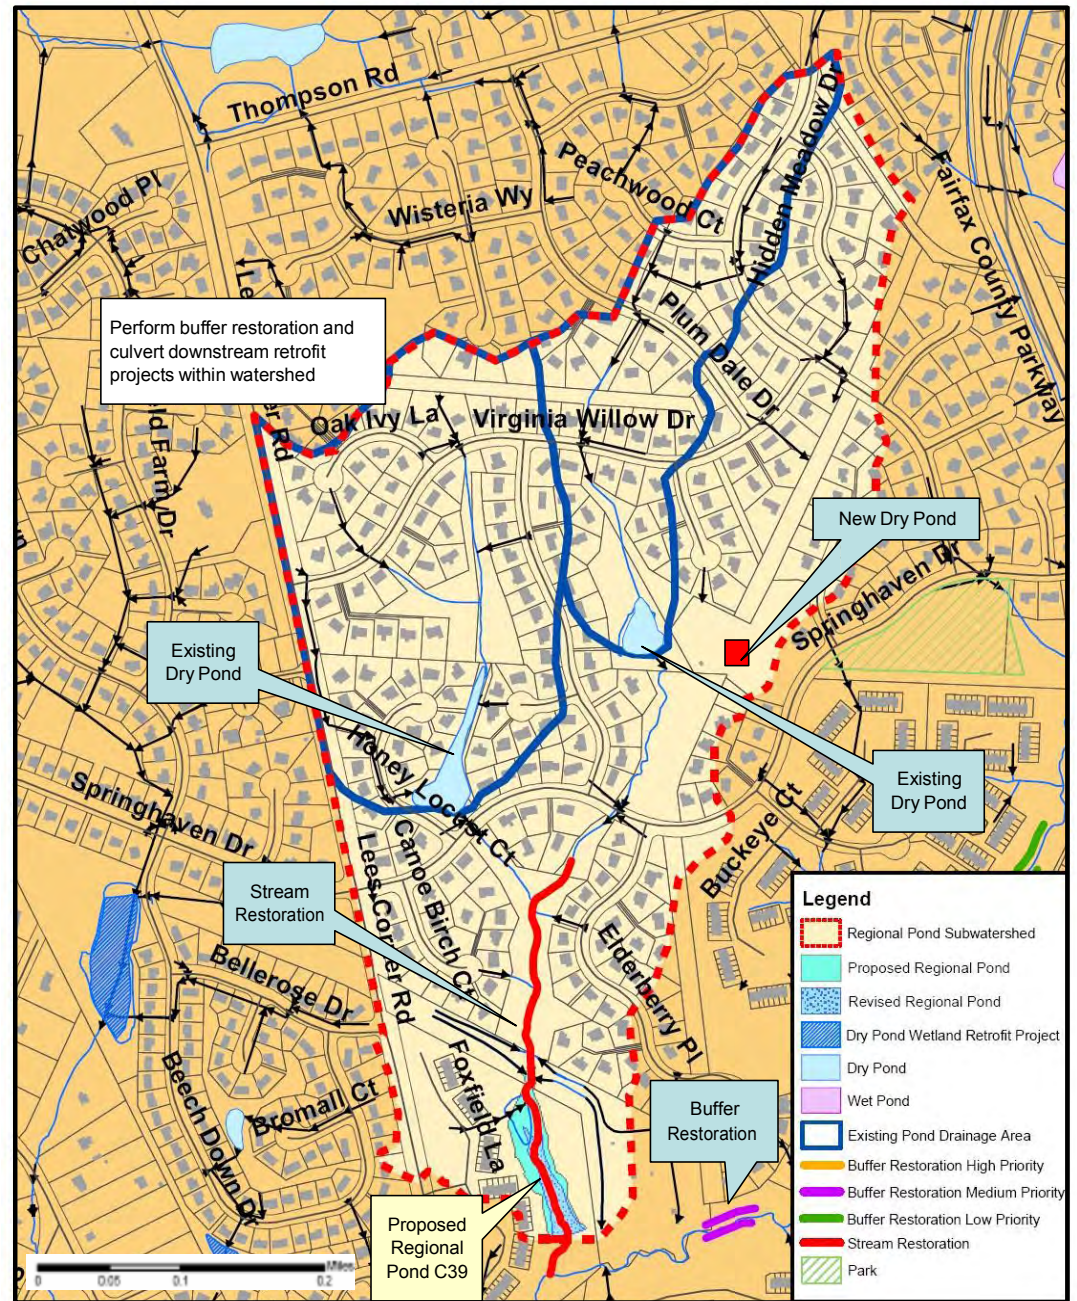 Thompson Rd
Chatwood Pl
Wisteria Wy
Peachwood Ct
Hidden Meadow Dr
Fairfax County Parkway
Perform buffer restoration and
culvert downstream retrofit
projects within watershed
Plum Dale Dr
Oak Ivy La
Virginia Willow Dr
Farm Dr
New Dry Pond
Springhaven Dr
Existing
Dry Pond
Existing
Dry Pond
Honey Locust Ct
Springhaven Dr
Lees Corner Rd
Canoe Birch Ct
Buckeye Ct
Stream
Restoration
Elderberry Pl
Bellerose Dr
Beech Down Dr
Bromall Ct
Foxfield La
Buffer
Restoration
Proposed
Regional
Pond C39
Legend
Regional Pond Subwatershed
Proposed Regional Pond
Revised Regional Pond
Dry Pond Wetland Retrofit Project
Dry Pond
Wet Pond
Existing Pond Drainage Area
Buffer Restoration High Priority
Buffer Restoration Medium Priority
Buffer Restoration Low Priority
Stream Restoration
Park
Miles
0 0.05 0.1 0.2